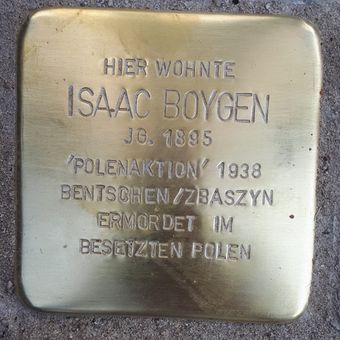 HIER WOHNTE
ISAAC BOYGEN
JG. 1895
'POLENAKTION' 1938
BENTSCHEN/ZBASZYN
ERMORDET IM
BESETZTEN POLEN